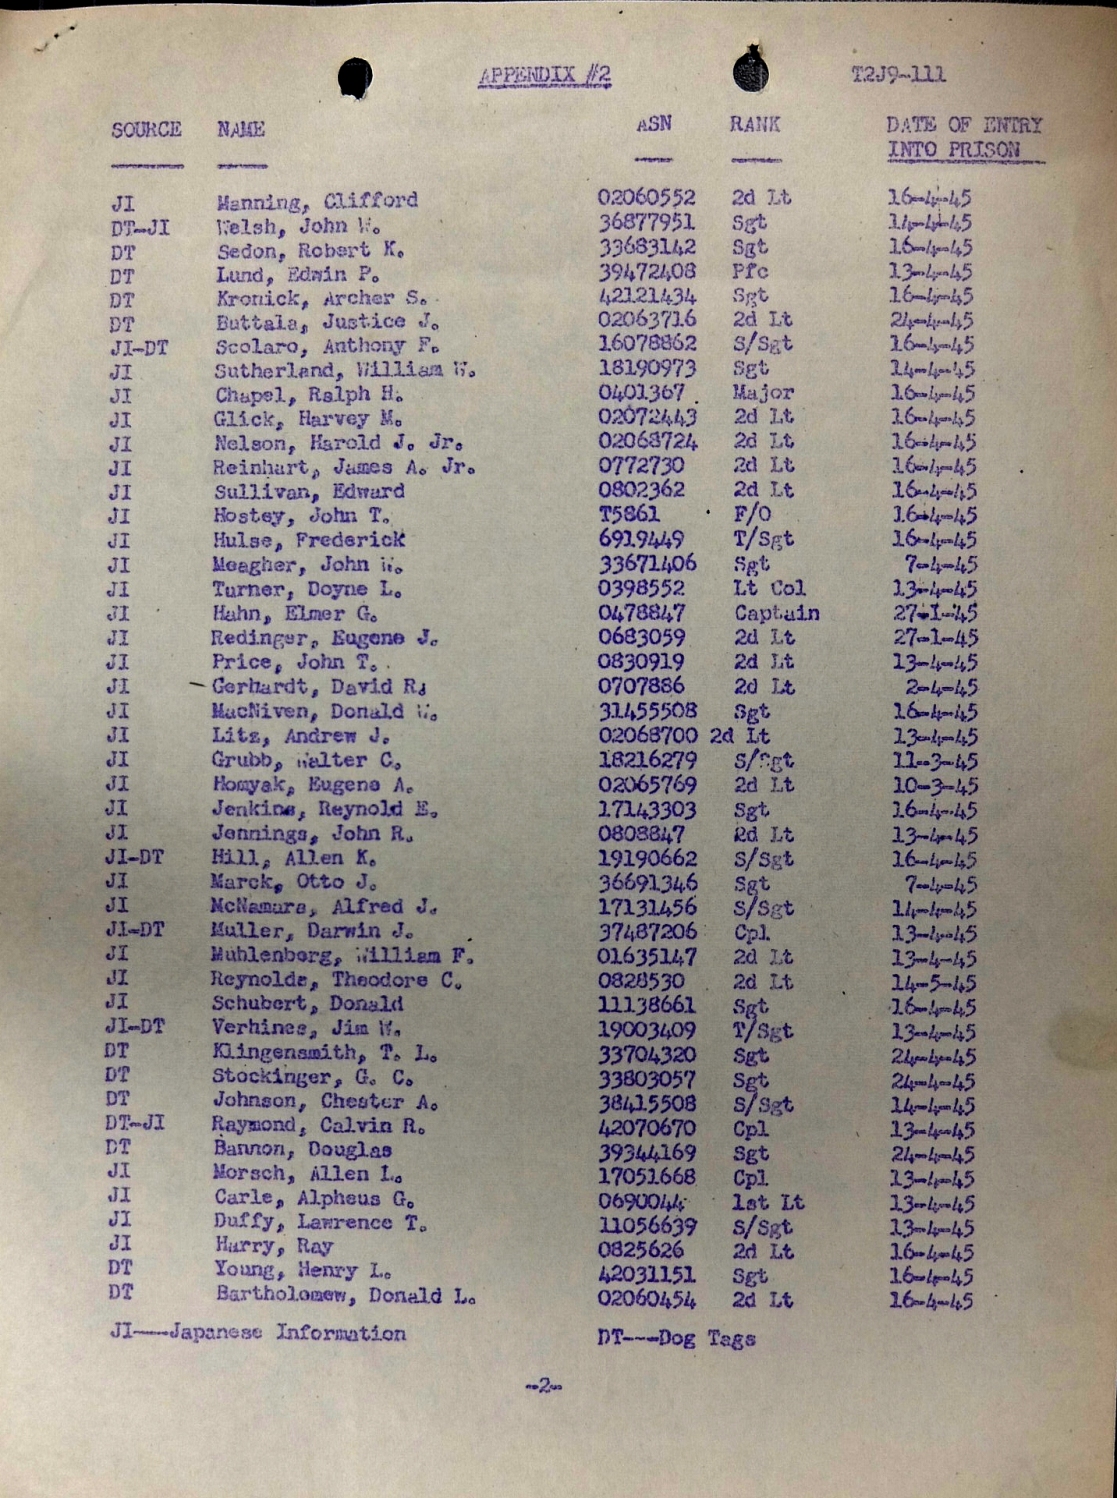 APPENDIX #2 T2J9-111
SOURCE NAME ASN RANK DATE OF ENTRY
INTO PRISON
JI Manning, Clifford 02060552 2d Lt 16-4-45
DT-JI Welsh, John W. 36877951 Sgt 14-4-45
DT Sedon, Robert K. 33683142 Sgt 16-4-45
DT Lund, Edwin P. 39472408 Pfc 13-4-45
DT Kronick, Archer S. 42121434 Sgt 16-4-45
DT Buttala, Justice J. 02063716 2d Lt 24-4-45
JI-DT Scolaro, Anthony F. 16078862 S/Sgt 16-4-45
JI Sutherland, William W. 18190973 Sgt 14-4-45
JI Chapel, Ralph H. 0401367 Major 16-4-45
JI Glick, Harvey M. 02072443 2d Lt 16-4-45
JI Nelson, Harold J. Jr. 02068724 2d Lt 16-4-45
JI Reinhart, James A. Jr. 0772730 2d Lt 16-4-45
JI Sullivan, Edward 0802362 2d Lt 16-4-45
JI Hostey, John T. T5861 F/O 16-4-45
JI Hulse, Frederick 6919449 T/Sgt 16-4-45
JI Meagher, John W. 33671406 Sgt 7-4-45
JI Turner, Doyne L. 0398552 Lt Col 13-4-45
JI Hahn, Elmer G. 0478847 Captain 27-1-45
JI Redinger, Eugene J. 0683059 2d Lt 27-1-45
JI Price, John T. 0830919 2d Lt 13-4-45
JI - Gerhardt, David R. 0707886 2d Lt 2-4-45
JI MacNiven, Donald W. 31455508 Sgt 16-4-45
JI Litz, Andrew J. 02068700 2d Lt 13-4-45
JI Grubb, Walter C. 18216279 S/Sgt 11-3-45
JI Homyak, Eugene A. 02065769 2d Lt 10-3-45
JI Jenkins, Reynold E. 17143303 Sgt 16-4-45
JI Jennings, John R. 0808847 2d Lt 13-4-45
JI-DT Hill, Allen K. 19190662 S/Sgt 16-4-45
JI Marek, Otto J. 36691346 Sgt 7-4-45
JI McNamara, Alfred J. 17131456 S/Sgt 14-4-45
JI-DT Muller, Darwin J. 37487206 Cpl 13-4-45
JI Muhlenberg, William F. 01635147 2d Lt 13-4-45
JI Reynolds, Theodore C. 0828530 2d Lt 14-5-45
JI Schubert, Donald 11138661 Sgt 16-4-45
JI-DT Verhines, Jim W. 19003409 T/Sgt 13-4-45
DT Klingensmith, T. L. 33704320 Sgt 24-4-45
DT Stockinger, G. C. 33803057 Sgt 24-4-45
DT Johnson, Chester A. 38415508 S/Sgt 14-4-45
DT-JI Raymond, Calvin R. 42070670 Cpl 13-4-45
DT Bannon, Douglas 39344169 Sgt 24-4-45
JI Morsch, Allen L. 17051668 Cpl 13-4-45
JI Carle, Alpheus G. 0690044 1st Lt 13-4-45
JI Duffy, Lawrence T. 11056639 S/Sgt 13-4-45
JI Harry, Ray 0825626 2d Lt 16-4-45
DT Young, Henry L. 42031151 Sgt 16-4-45
DT Bartholomew, Donald L. 02060454 2d Lt 16-4-45
JI---Japanese Information DT---Dog Tags
-2-